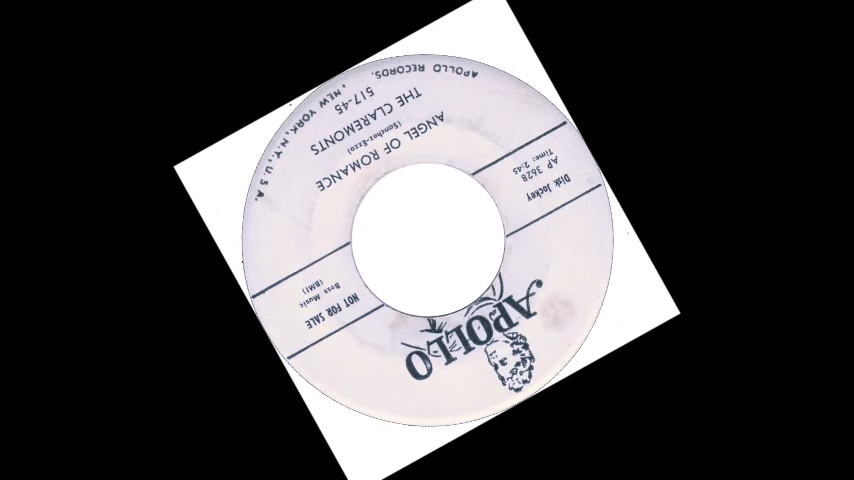 APOLLO
NOT FOR SALE
Boss Music
(BMI)
Disk Jockey
AP 3628
Time: 2:45
ANGEL OF ROMANCE
(Sanchez-Ezzo)
THE CLAREMONTS
517-45
APOLLO RECORDS, NEW YORK, N.Y., U.S.A.